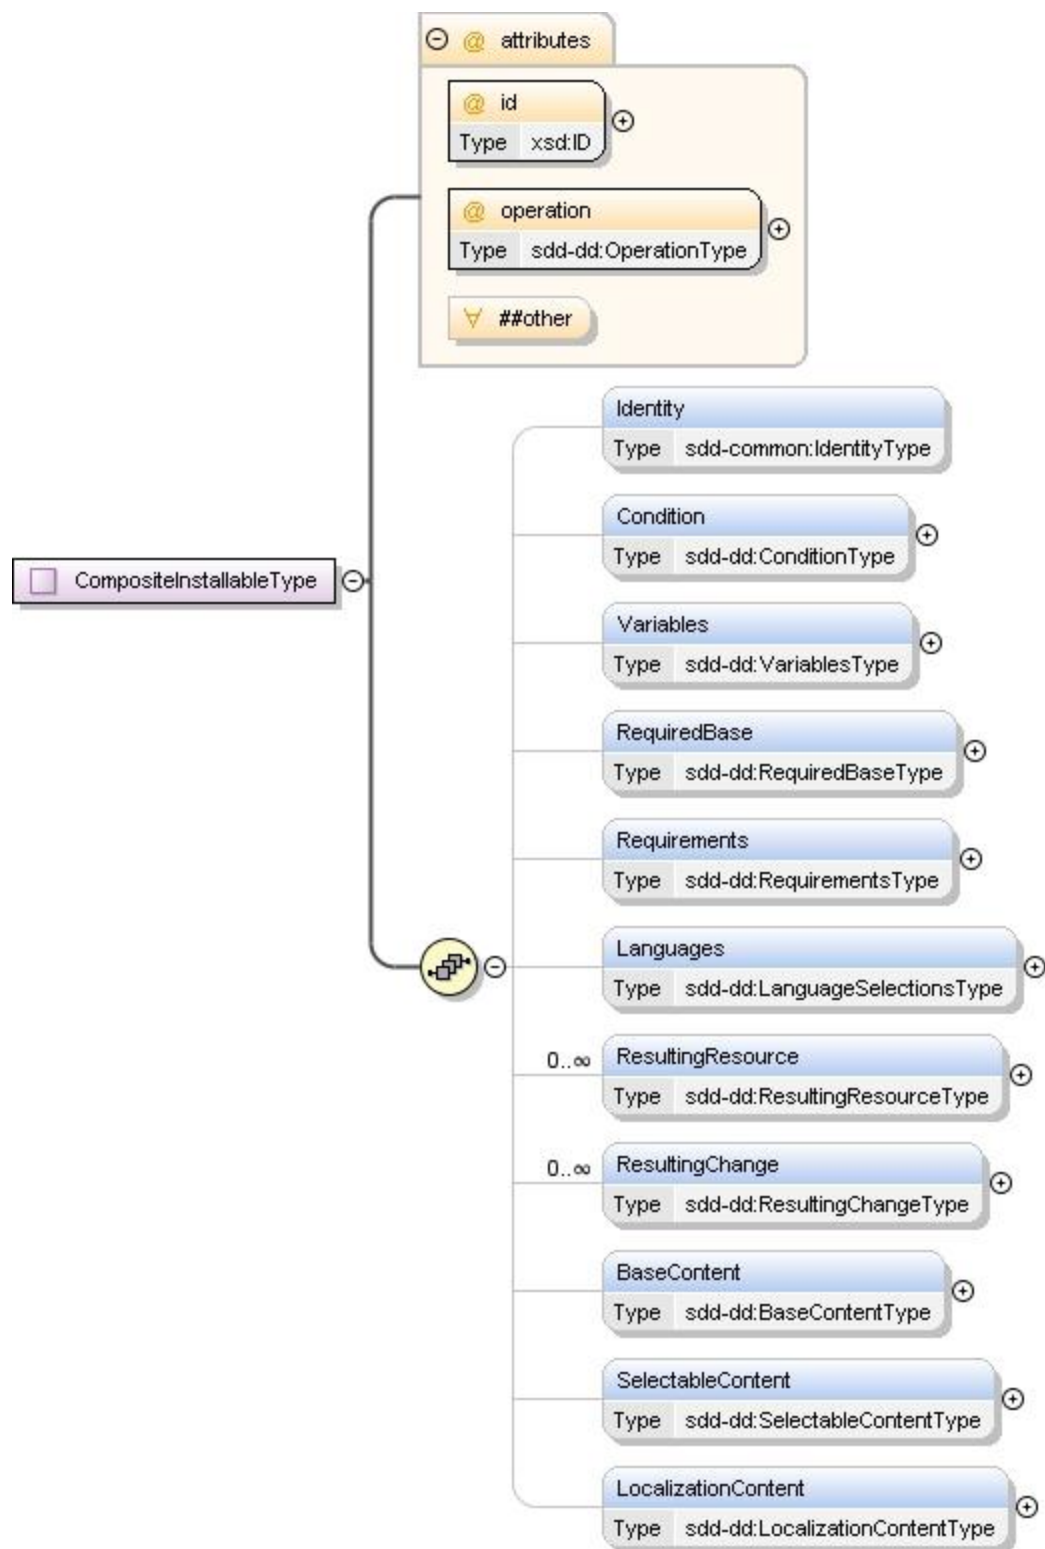 @ attributes
@ id
Type xsd:ID
@ operation
Type sdd-dd:OperationType
∀ ##other
Identity
Type sdd-common:IdentityType
Condition
Type sdd-dd:ConditionType
CompositeInstallableType
Variables
Type sdd-dd:VariablesType
RequiredBase
Type sdd-dd:RequiredBaseType
Requirements
Type sdd-dd:RequirementsType
Languages
Type sdd-dd:LanguageSelectionsType
0..∞ ResultingResource
Type sdd-dd:ResultingResourceType
0..∞ ResultingChange
Type sdd-dd:ResultingChangeType
BaseContent
Type sdd-dd:BaseContentType
SelectableContent
Type sdd-dd:SelectableContentType
LocalizationContent
Type sdd-dd:LocalizationContentType